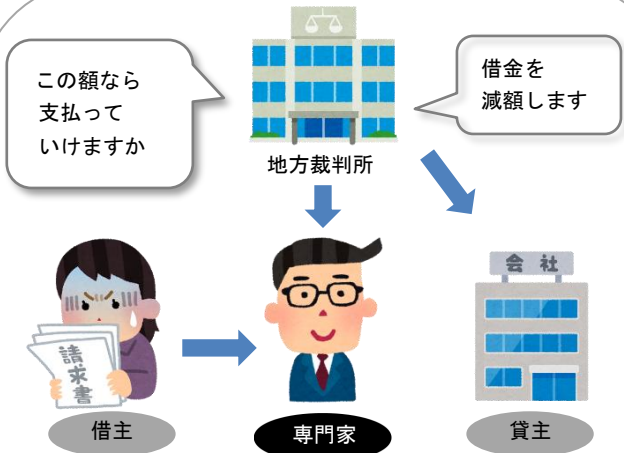 この額なら
支払って
いけますか
借金を
減額します
地方裁判所
会社
請求書
借主
専門家
貸主